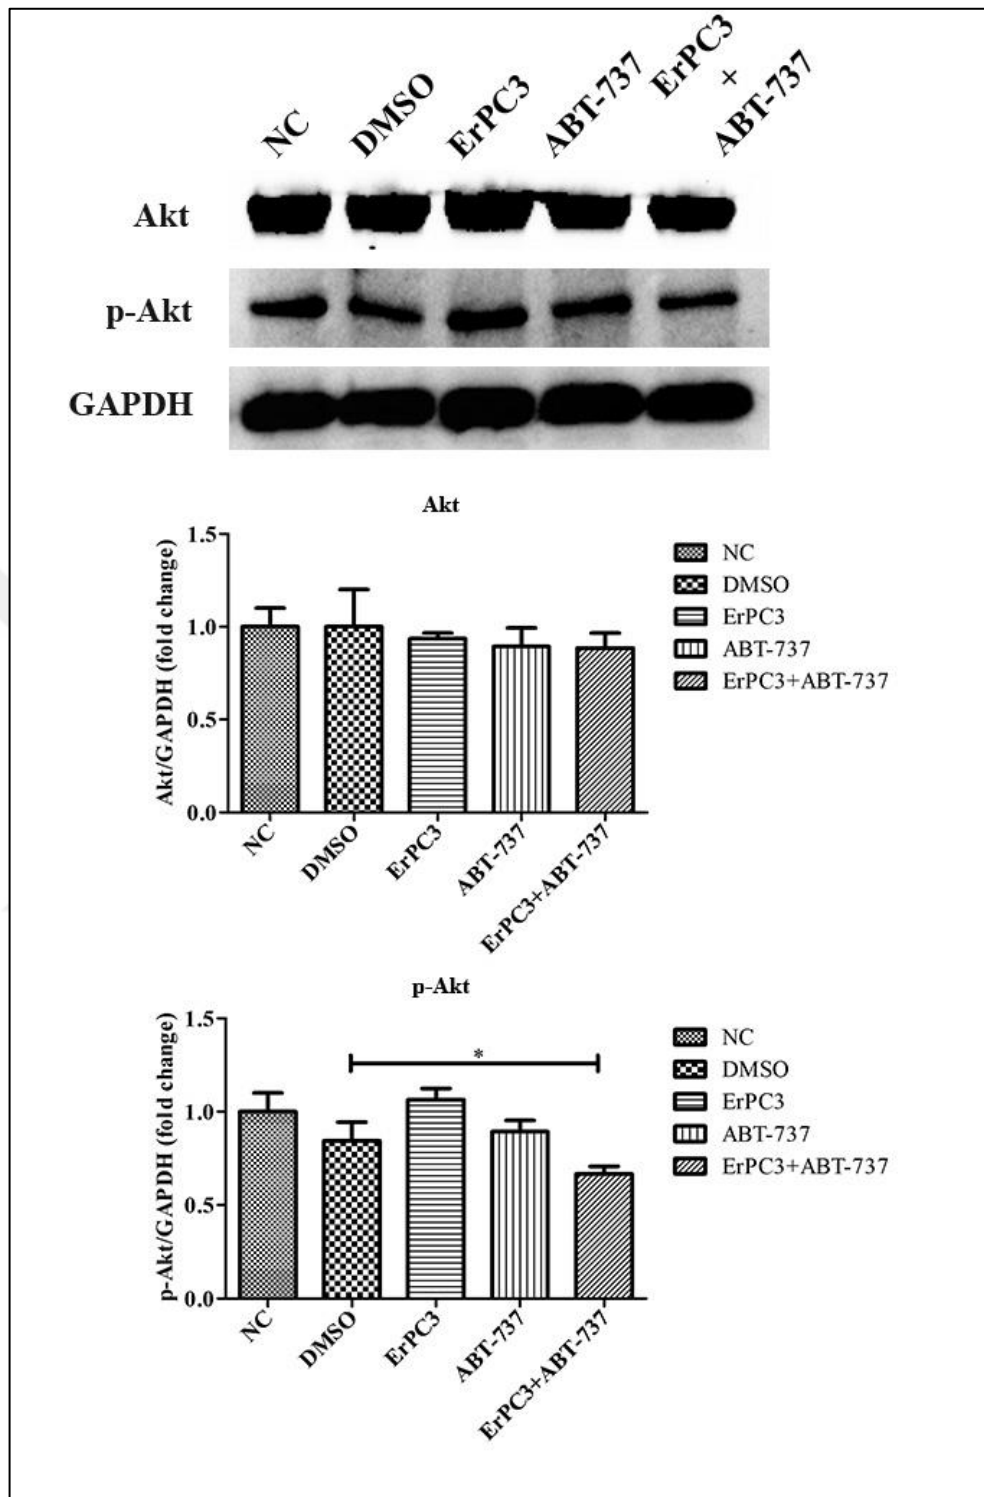 NC
DMSO
ErPC3
ABT-737
ErPC3
+
ABT-737
Akt
p-Akt
GAPDH
Akt
Akt/GAPDH (fold change)
1.5
1.0
0.5
0.0
NC
DMSO
ErPC3
ABT-737
ErPC3+ABT-737
NC
DMSO
ErPC3
ABT-737
ErPC3+ABT-737
p-Akt
p-Akt/GAPDH (fold change)
1.5
1.0
0.5
0.0
*
NC
DMSO
ErPC3
ABT-737
ErPC3+ABT-737
NC
DMSO
ErPC3
ABT-737
ErPC3+ABT-737